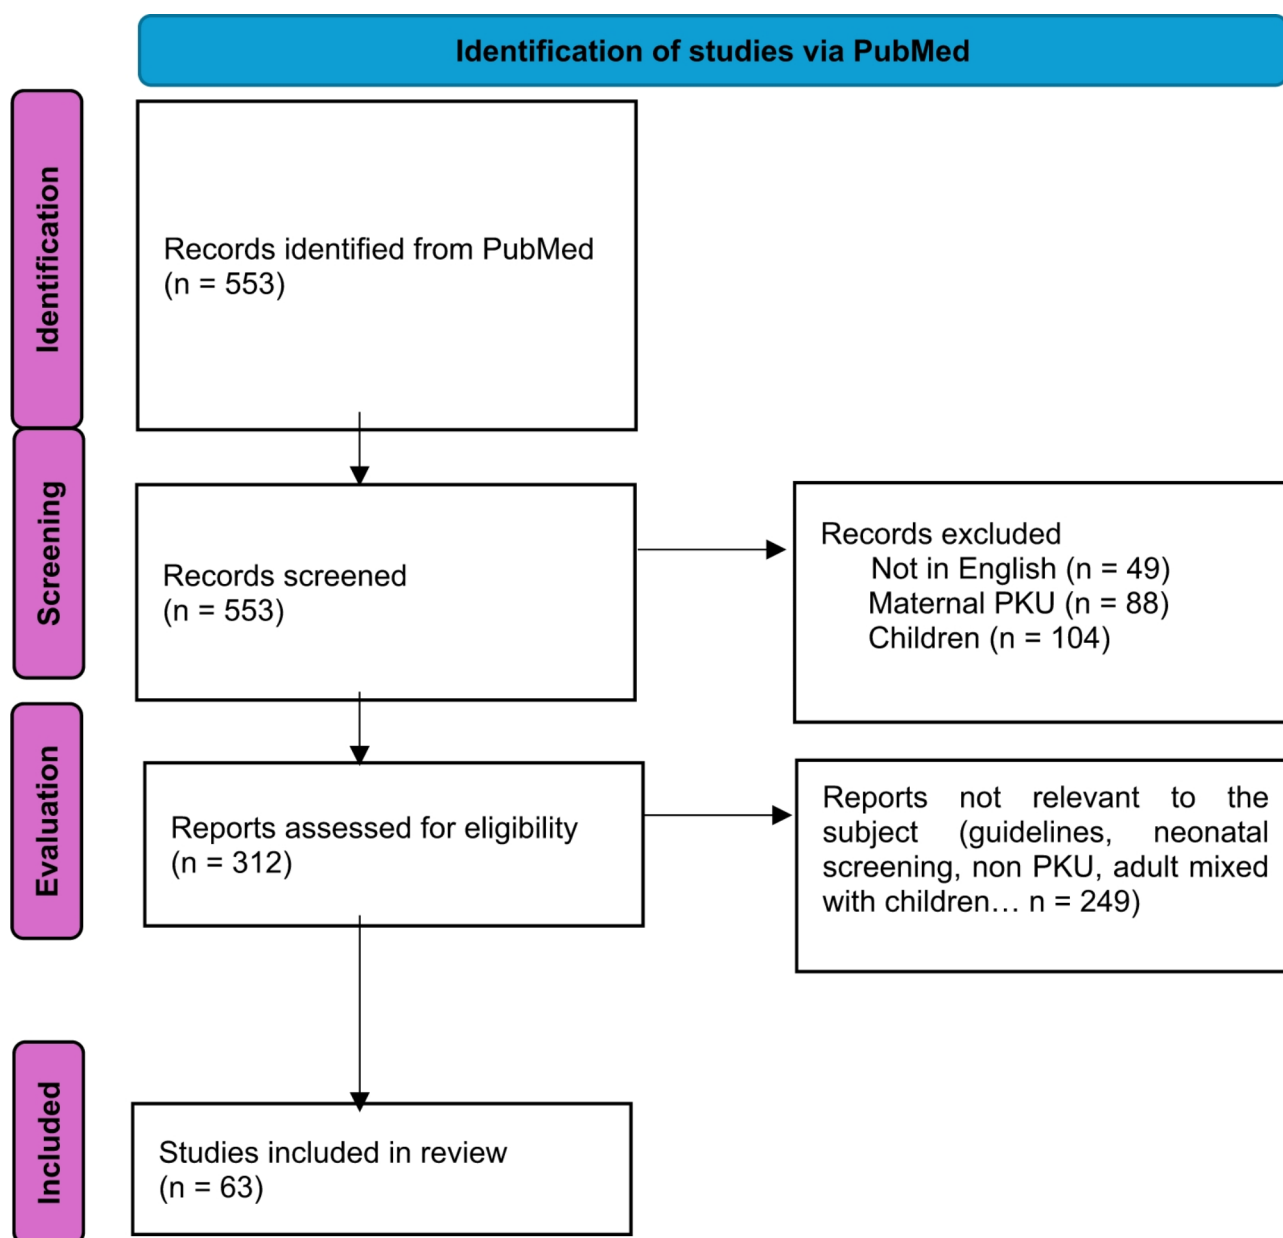 Identification of studies via PubMed
Identification
Records identified from PubMed
(n = 553)
Screening
Records screened
(n = 553)
Records excluded
Not in English (n = 49)
Maternal PKU (n = 88)
Children (n = 104)
Evaluation
Reports assessed for eligibility
(n = 312)
Reports not relevant to the
subject (guidelines, neonatal
screening, non PKU, adult mixed
with children… n = 249)
Included
Studies included in review
(n = 63)